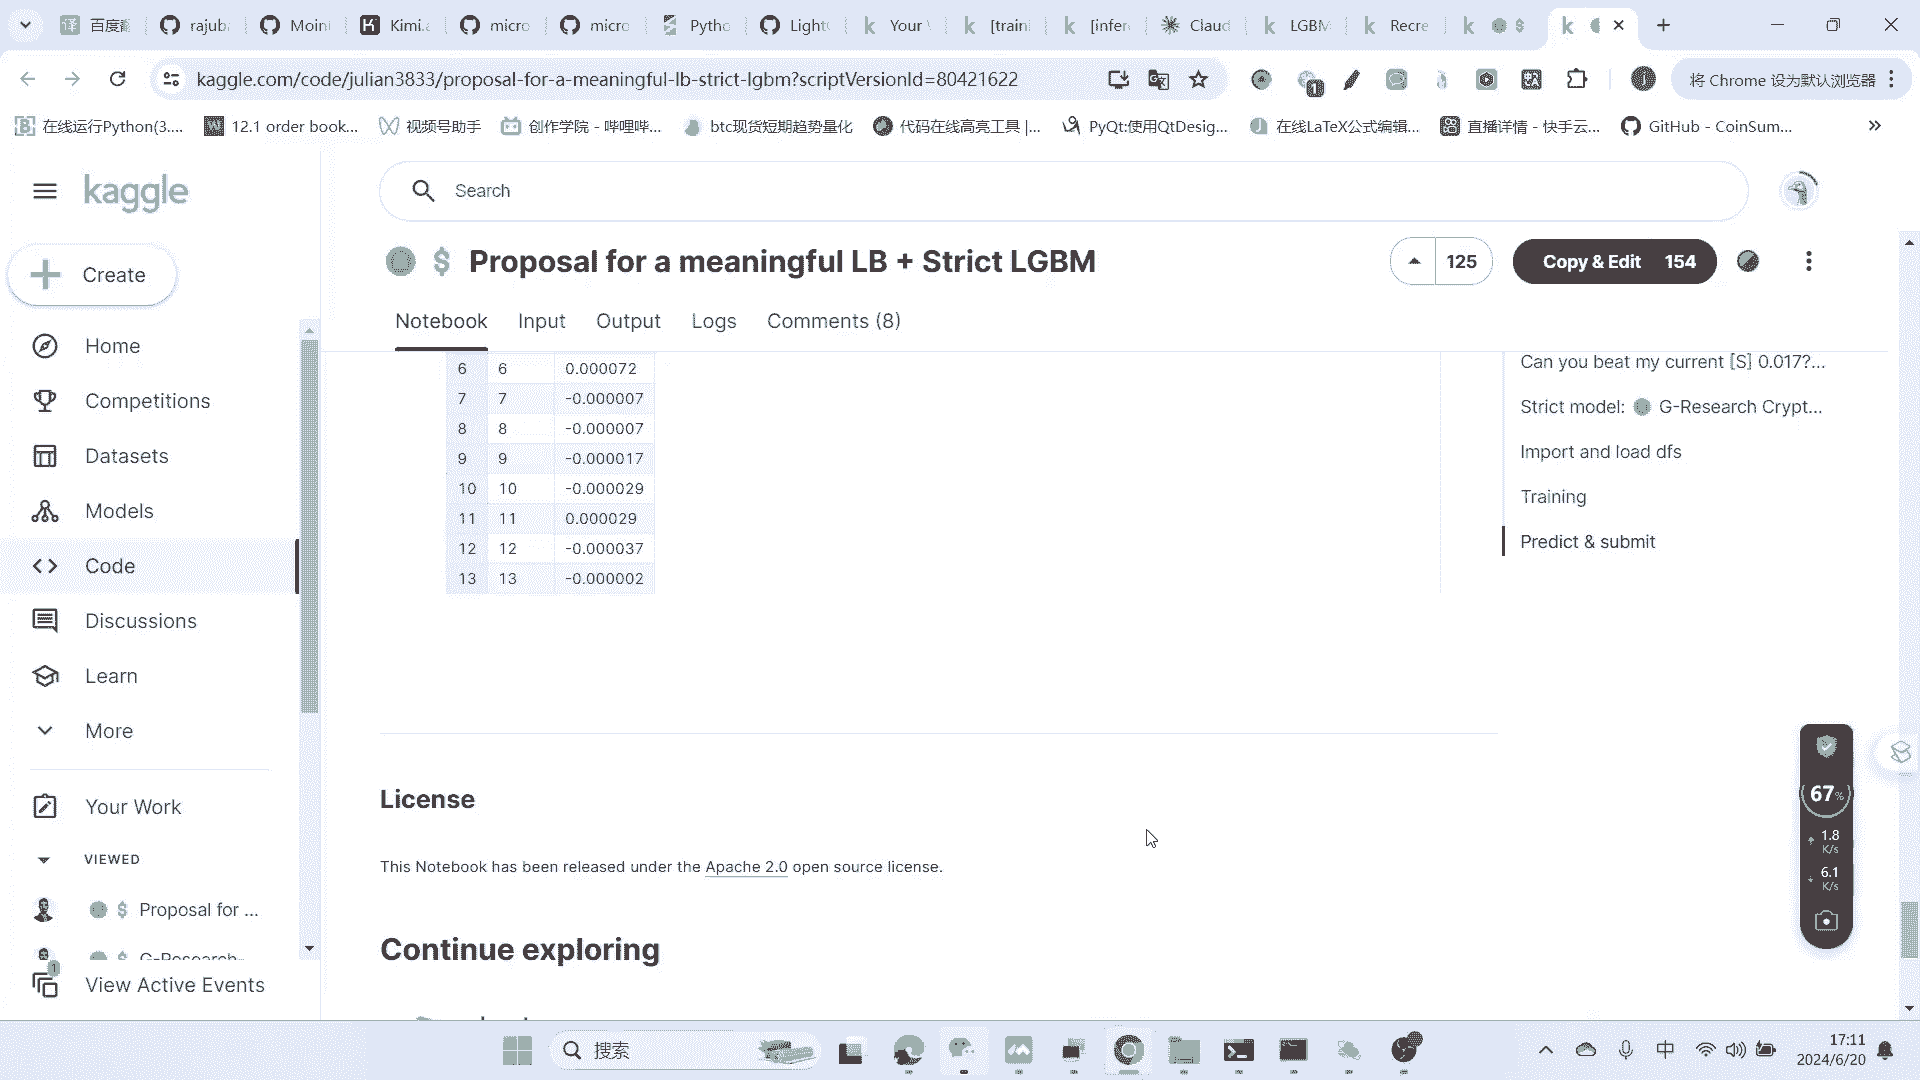 百度翻
rajub
Moini
Kimi.a
micro
micro
Pytho
Light
Your
[traini
[infer
Claud
LGBM
Recre
$
kaggle.com/code/julian3833/proposal-for-a-meaningful-lb-strict-lgbm?scriptVersionId=80421622
1
将 Chrome 设为默认浏览器
在线运行Python(3....
12.1 order book...
视频号助手
创作学院 - 哔哩哔...
btc现货短期趋势量化
代码在线高亮工具 |...
PyQt:使用QtDesig...
在线LaTeX公式编辑...
直播详情 - 快手云...
GitHub - CoinSum...
kaggle
Search
Create
$ Proposal for a meaningful LB + Strict LGBM
125
Copy & Edit 154
Notebook
Input
Output
Logs
Comments (8)
Home
Competitions
Datasets
Models
Code
Discussions
Learn
More
Your Work
VIEWED
$ Proposal for ...
$ G-Research-
1
View Active Events
6 6 0.000072
7 7 -0.000007
8 8 -0.000007
9 9 -0.000017
10 10 -0.000029
11 11 0.000029
12 12 -0.000037
13 13 -0.000002
Can you beat my current [S] 0.017?...
Strict model: G-Research Crypt...
Import and load dfs
Training
Predict & submit
License
This Notebook has been released under the Apache 2.0 open source license.
Continue exploring
67%
1.8
K/s
6.1
K/s
搜索
中
17:11
2024/6/20